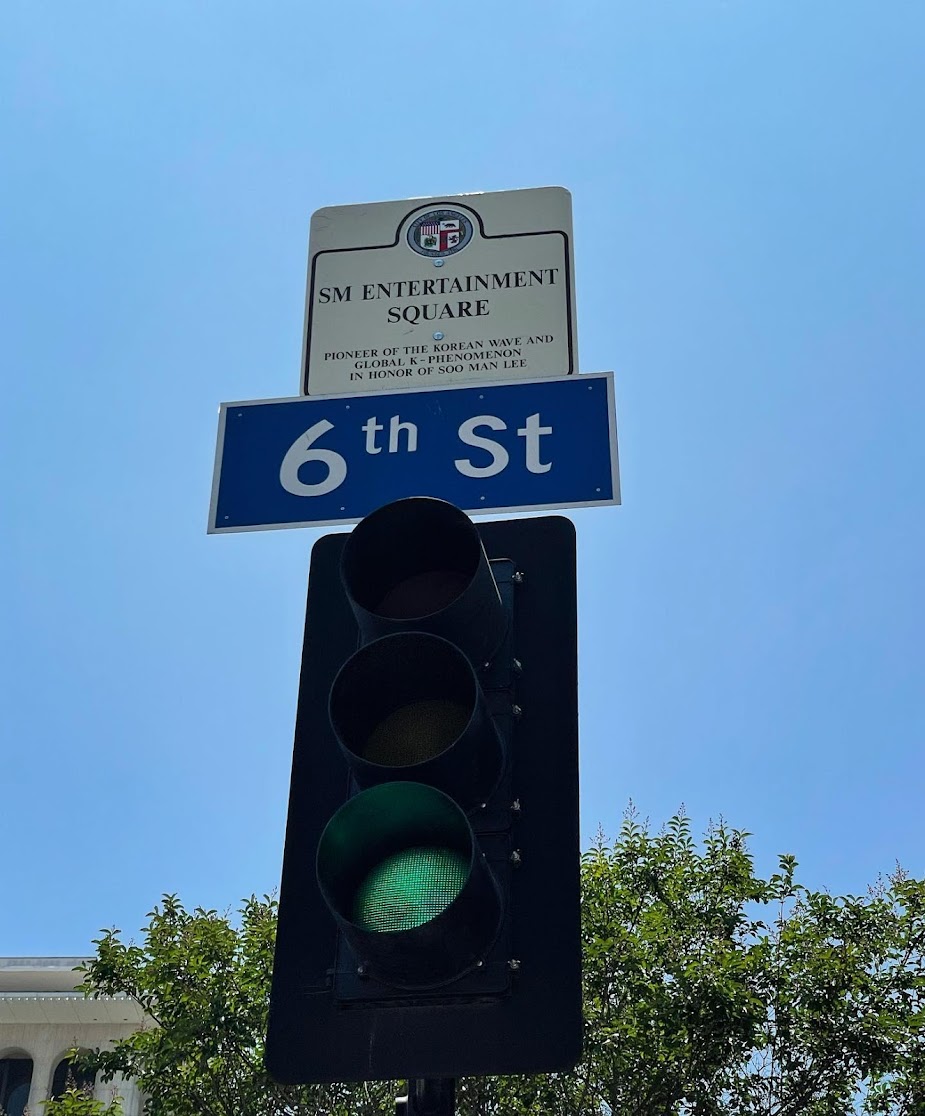 SM ENTERTAINMENT
SQUARE
PIONEER OF THE KOREAN WAVE AND
GLOBAL K-PHENOMENON
IN HONOR OF SOO MAN LEE
6th St